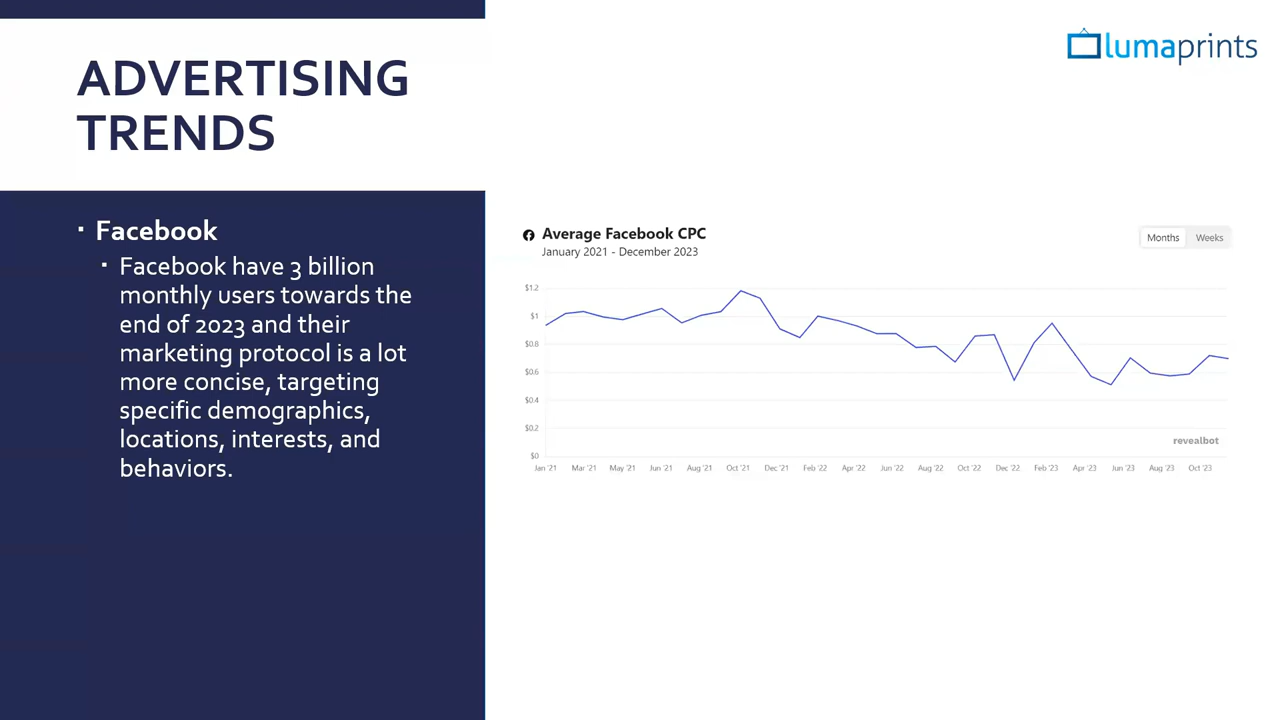 ADVERTISING
TRENDS
lumaprints
▪ Facebook
▪ Facebook have 3 billion
monthly users towards the
end of 2023 and their
marketing protocol is a lot
more concise, targeting
specific demographics,
locations, interests, and
behaviors.
Average Facebook CPC
January 2021 - December 2023
Months Weeks
$1.2
$1
$0.8
$0.6
$0.4
$0.2
$0
revealbot
Jan '21 Mar '21 May '21 Jun '21 Aug '21 Oct '21 Dec '21 Feb '22 Apr '22 Jun '22 Aug '22 Oct '22 Dec '22 Feb '23 Apr '23 Jun '23 Aug '23 Oct '23